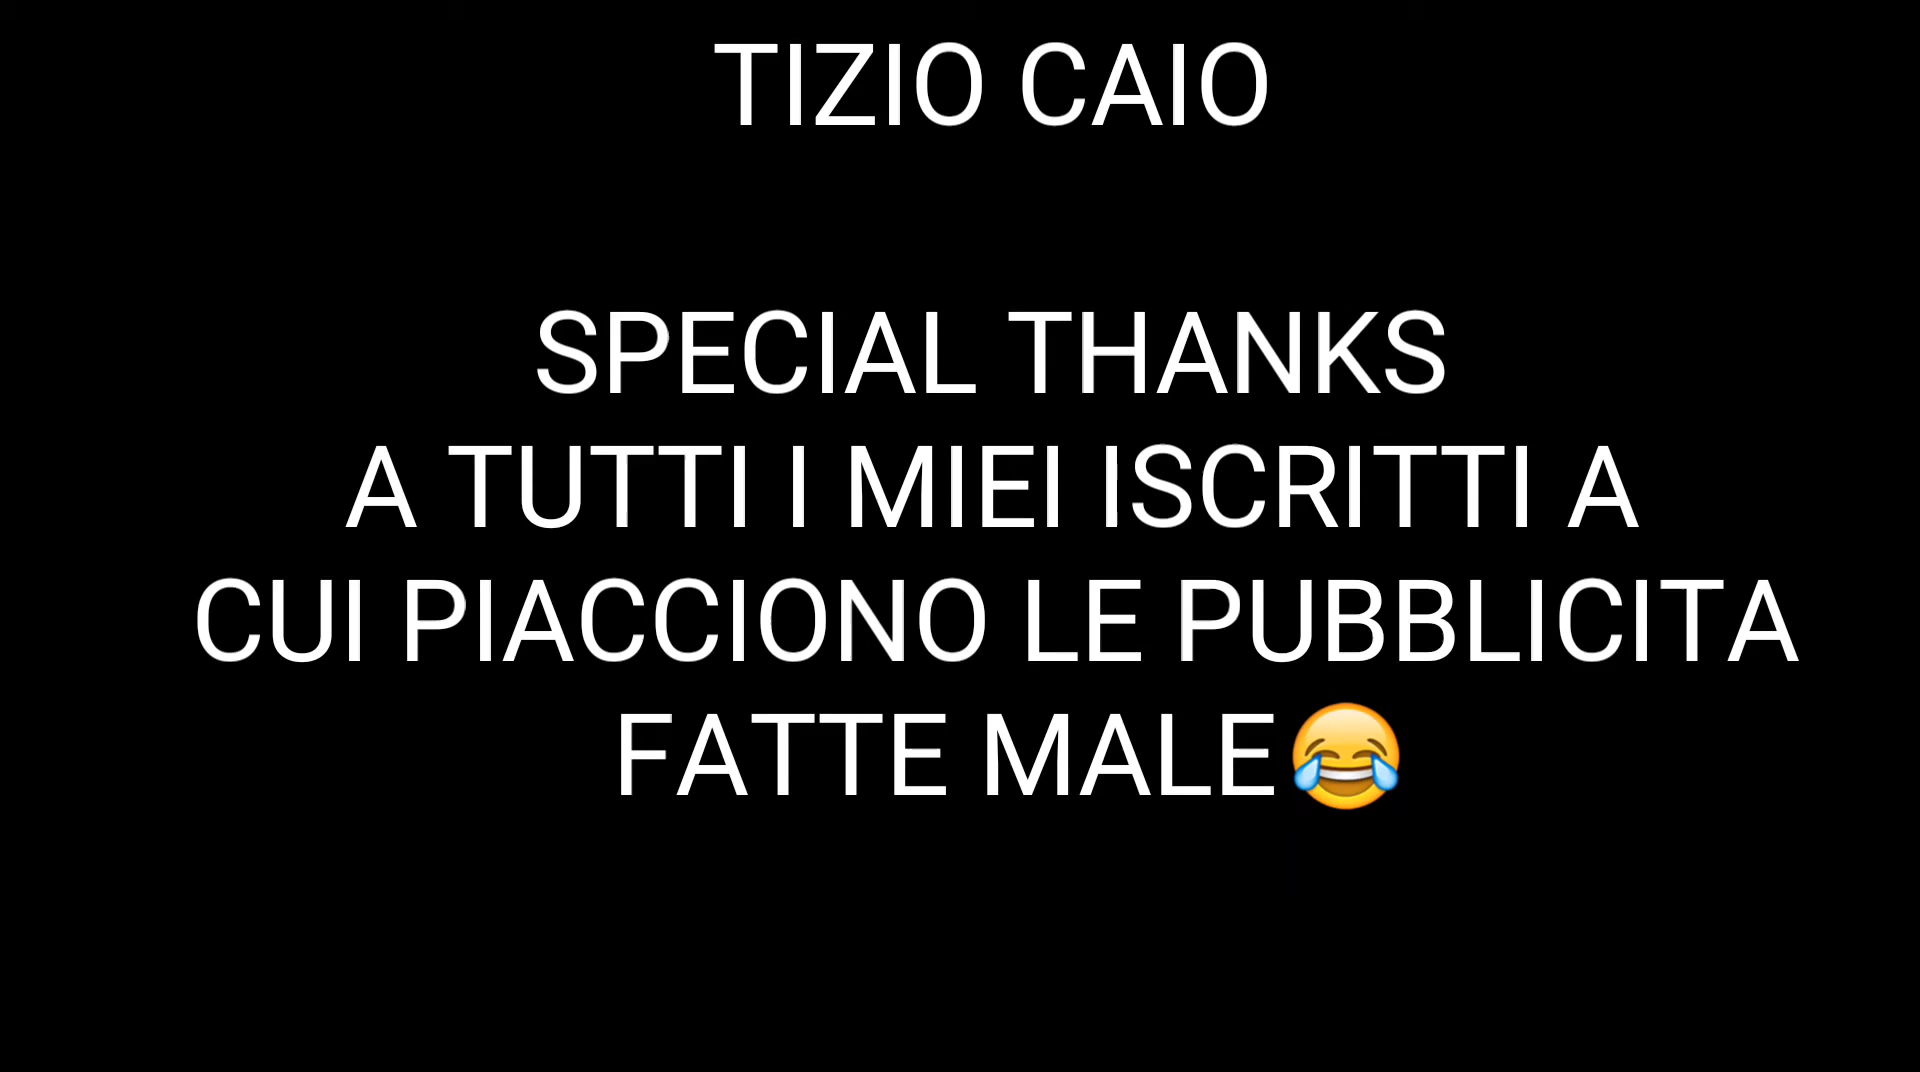 TIZIO CAIO
SPECIAL THANKS
A TUTTI I MIEI ISCRITTI A
CUI PIACCIONO LE PUBBLICITA
FATTE MALE😂